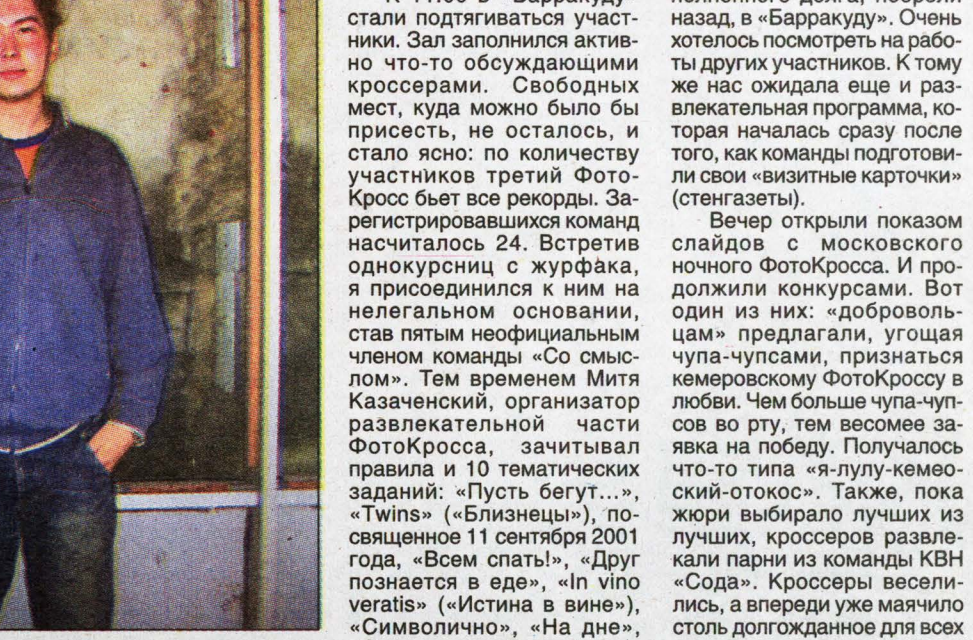 стали подтягиваться участ-
ники. Зал заполнился актив-
но что-то обсуждающими
кроссерами. Свободных
мест, куда можно было бы
присесть, не осталось, и
стало ясно: по количеству
участников третий Фото-
Кросс бьет все рекорды. За-
регистрировавшихся команд
насчиталось 24. Встретив
однокурсниц с журфака,
я присоединился к ним на
нелегальном основании,
став пятым неофициальным
членом команды «Со смыс-
лом». Тем временем Митя
Казаченский, организатор
развлекательной части
ФотоКросса, зачитывал
правила и 10 тематических
заданий: «Пусть бегут...»,
«Twins» («Близнецы»), по-
священное 11 сентября 2001
года, «Всем спать!», «Друг
познается в еде», «In vino
veratis» («Истина в вине»),
«Символично», «На дне»,
назад, в «Барракуду». Очень
хотелось посмотреть на рабо-
ты других участников. К тому
же нас ожидала еще и раз-
влекательная программа, ко-
торая началась сразу после
того, как команды подготови-
ли свои «визитные карточки»
(стенгазеты).
Вечер открыли показом
слайдов с московского
ночного ФотоКросса. И про-
должили конкурсами. Вот
один из них: «доброволь-
цам» предлагали, угощая
чупа-чупсами, признаться
кемеровскому ФотоКроссу в
любви. Чем больше чупа-чуп-
сов во рту, тем весомее за-
явка на победу. Получалось
что-то типа «я-лулу-кемео-
ский-отокос». Также, пока
жюри выбирало лучших из
лучших, кроссеров развле-
кали парни из команды КВН
«Сода». Кроссеры весели-
лись, а впереди уже маячило
столь долгожданное для всех